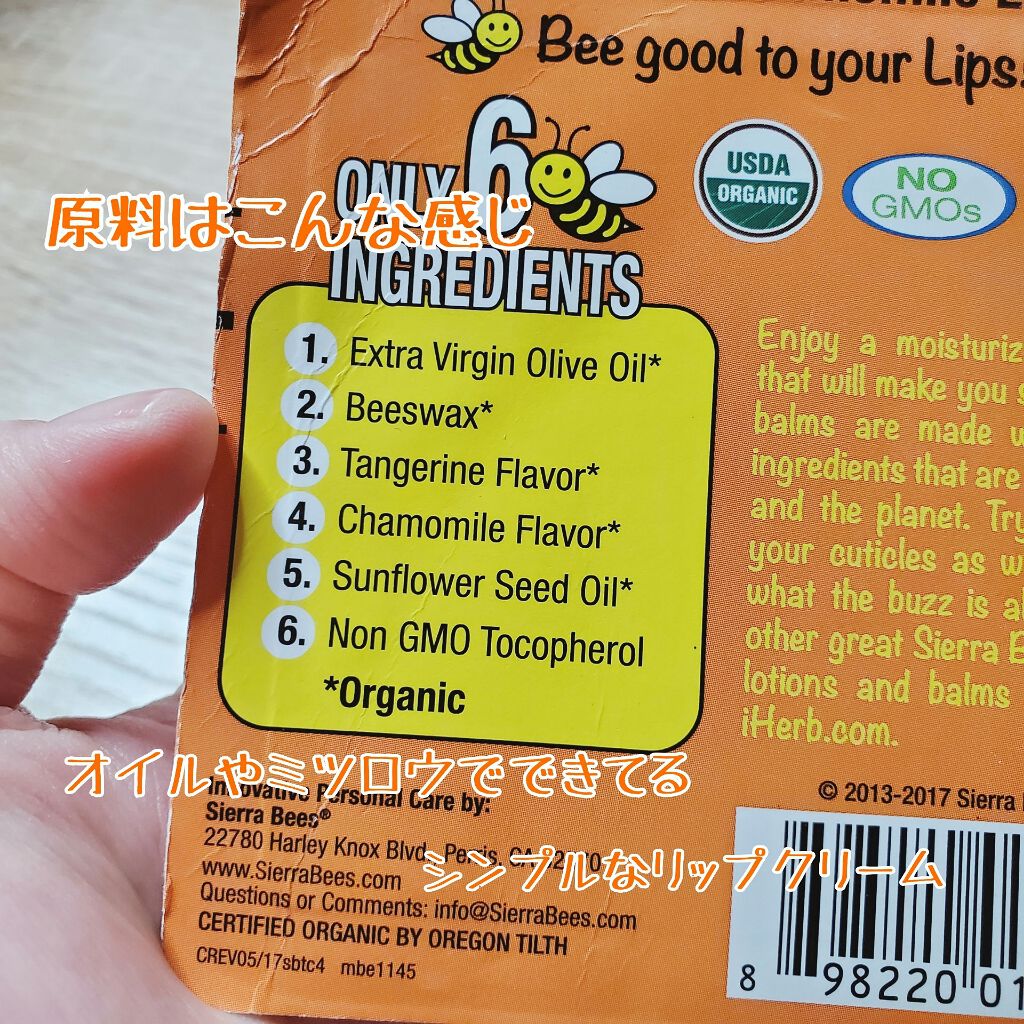 Bee good to your Lips!
ONLY 6
INGREDIENTS
USDA
ORGANIC
NO
GMOs
原料はこんな感じ
1. Extra Virgin Olive Oil*
2. Beeswax*
3. Tangerine Flavor*
4. Chamomile Flavor*
5. Sunflower Seed Oil*
6. Non GMO Tocopherol
*Organic
Enjoy a moisturiz
that will make you s
balms are made
ingredients that are
and the planet. Try
your cuticles as w
what the buzz is a
other great Sierra B
lotions and balms
iHerb.com.
オイルやミツロウでできてる
シンプルなリップクリーム
Innovative Personal Care by:
Sierra Bees®
22780 Harley Knox Blvd. Perris, CA
www.SierraBees.com
Questions or Comments: info@SierraBees.com
CERTIFIED ORGANIC BY OREGON TILTH
CREV05/17sbtc4 mbe1145
© 2013-2017 Sierra
8 98220 01